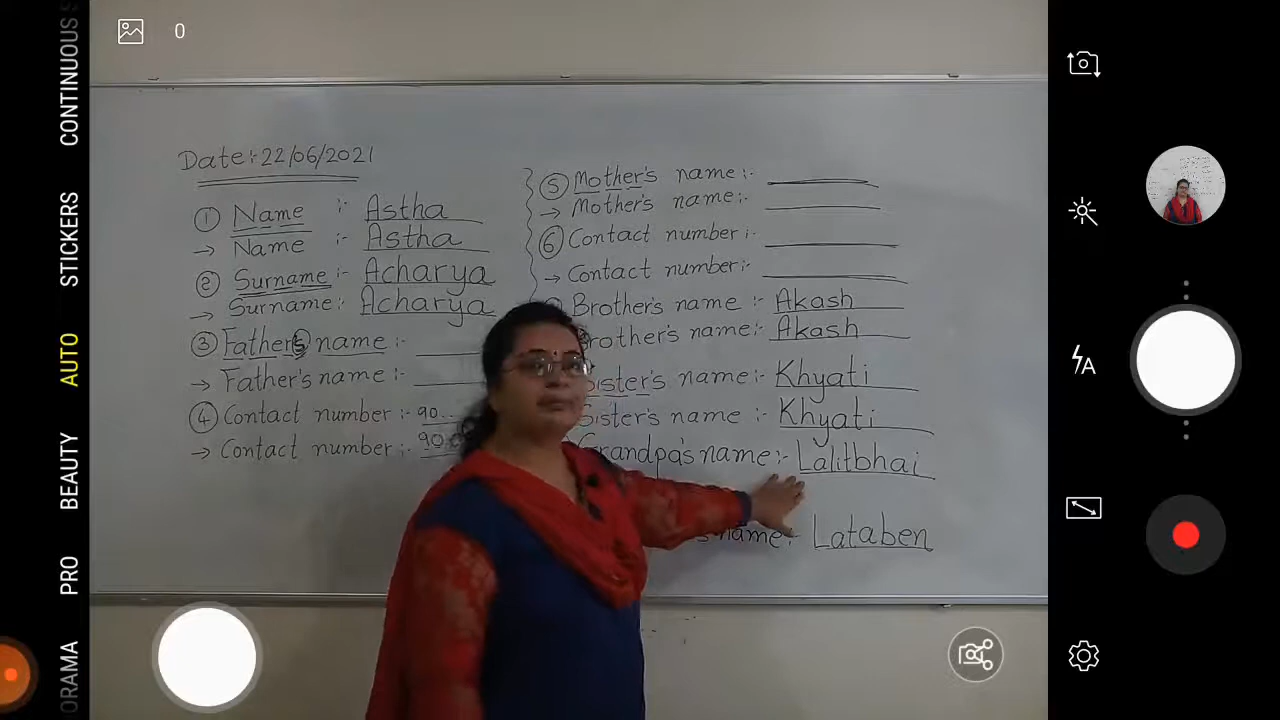 CONTINUOUS
STICKERS
AUTO
BEAUTY
PRO
ORAMA
0
Date:- 22/06/2021
① Name :- Astha
→ Name :- Astha
② Surname:- Acharya
→ Surname:- Acharya
③ Father's name :-
→ Father's name :-
④ Contact number :- 90..
→ Contact number :- 90
⑤ Mother's name :-
→ Mother's name :-
⑥ Contact number :-
→ Contact number :-
Brother's name :- Akash
Brother's name :- Akash
Sister's name :- Khyati
Sister's name :- Khyati
Grandpa's name :- Lalitbhai
name :- Lataben